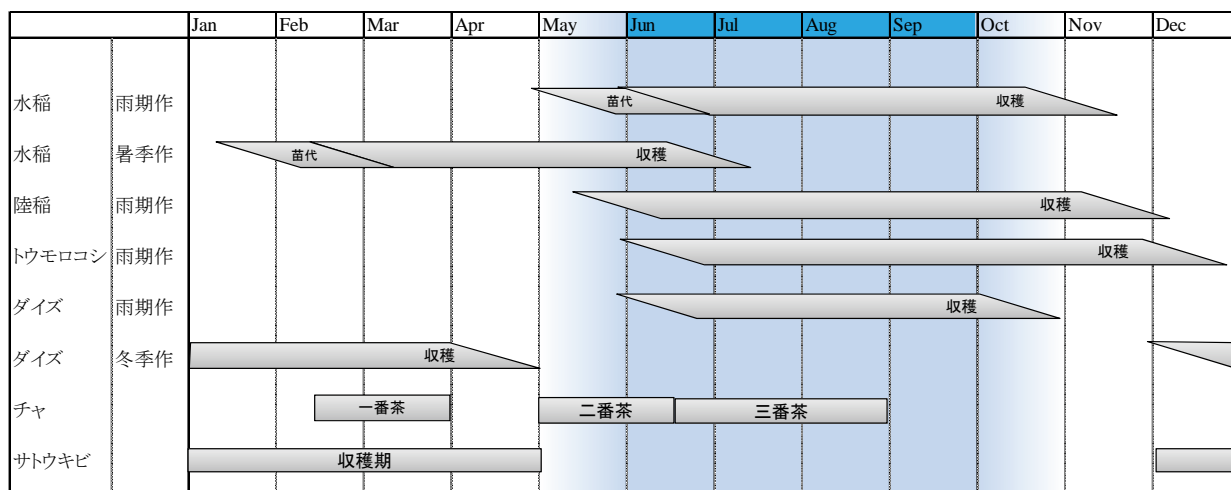 Jan Feb Mar Apr May Jun Jul Aug Sep Oct Nov Dec
水稲 雨期作 苗代 収穫
水稲 暑季作 苗代 収穫
陸稲 雨期作 収穫
トウモロコシ 雨期作 収穫
ダイズ 雨期作 収穫
ダイズ 冬季作 収穫
チャ 一番茶 二番茶 三番茶
サトウキビ 収穫期